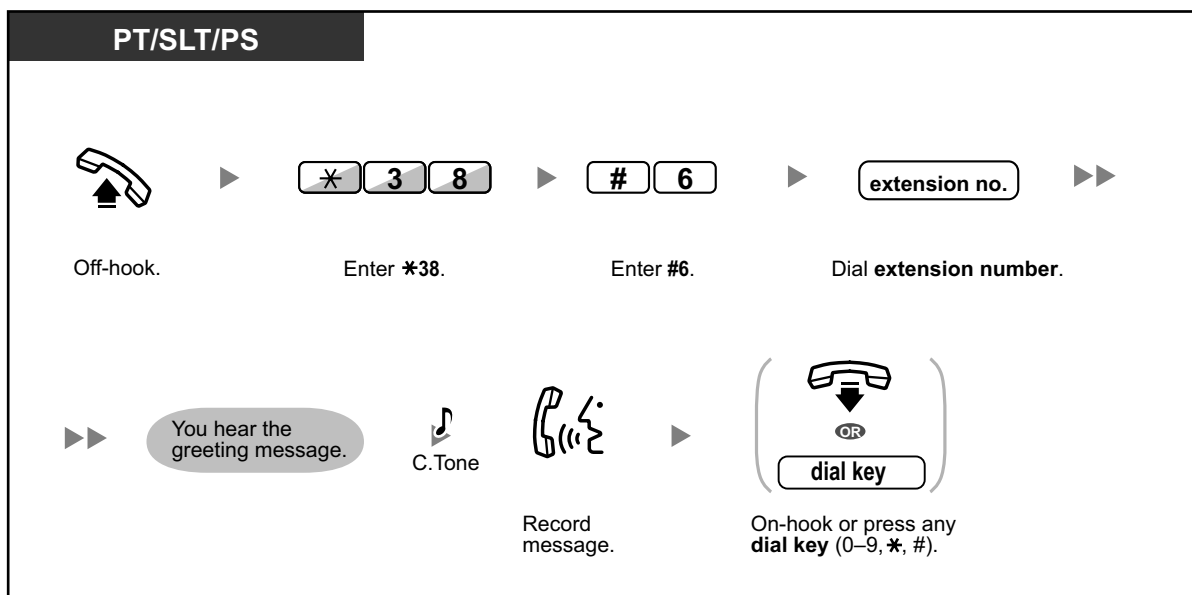 PT/SLT/PS
✳ 3 8
# 6
extension no.
Off-hook.
Enter ✳38.
Enter #6.
Dial extension number.
You hear the
greeting message.
C.Tone
OR
dial key
Record
message.
On-hook or press any
dial key (0–9, ✳, #).